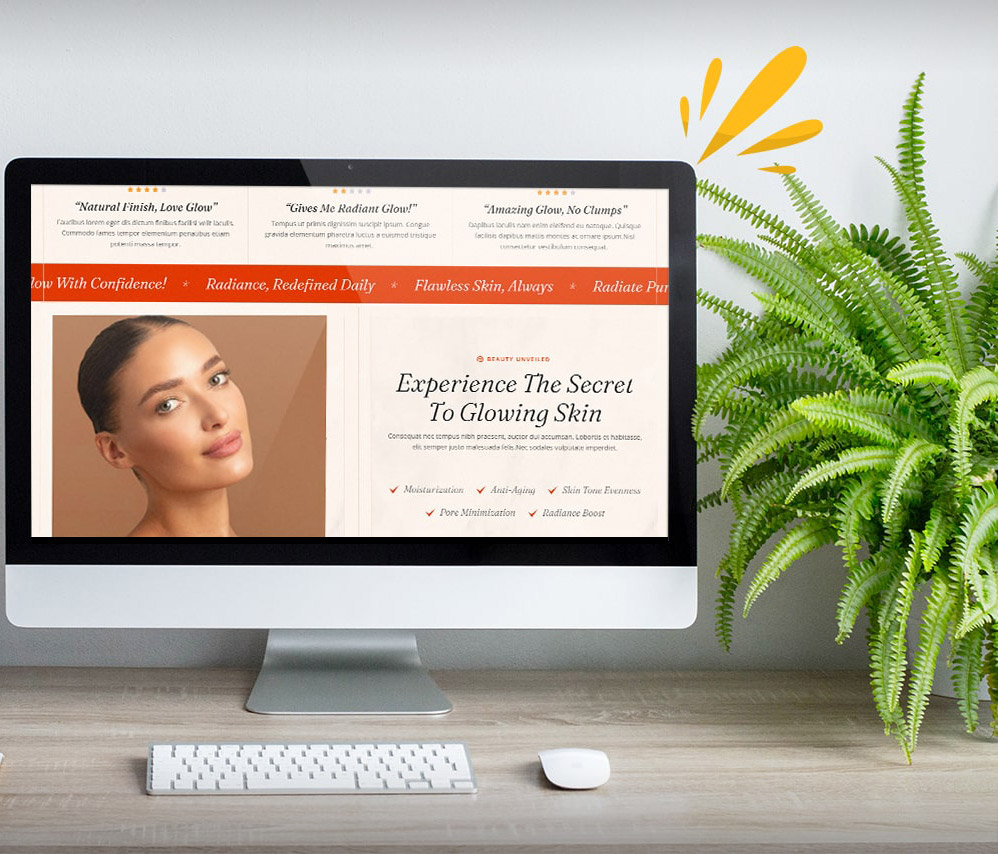 “Natural Finish, Love Glow”
Faucibus lorem eget dis dictum finibus facilisi velit iaculis.
Commodo fames tempor elementum penatibus etiam
potenti massa tempor.
“Gives Me Radiant Glow!”
Tempus ut primis dignissim suscipit ipsum. Congue
gravida elementum pharetra luctus a euismod tristique
maximus amet.
“Amazing Glow, No Clumps”
Dapibus iaculis nam enim eleifend eu natoque. Quisque
facilisis dapibus mattis montes ac ornare ipsum.Nisl
consectetur vestibulum consequat.
low With Confidence! * Radiance, Redefined Daily * Flawless Skin, Always * Radiate Pur
BEAUTY UNVEILED
Experience The Secret
To Glowing Skin
Consequat nec tempus nibh praesent, auctor dui accumsan. Lobortis et habitasse,
elit semper justo malesuada felis.Nec sodales vulputate imperdiet.
Moisturization Anti-Aging Skin Tone Evenness
Pore Minimization Radiance Boost